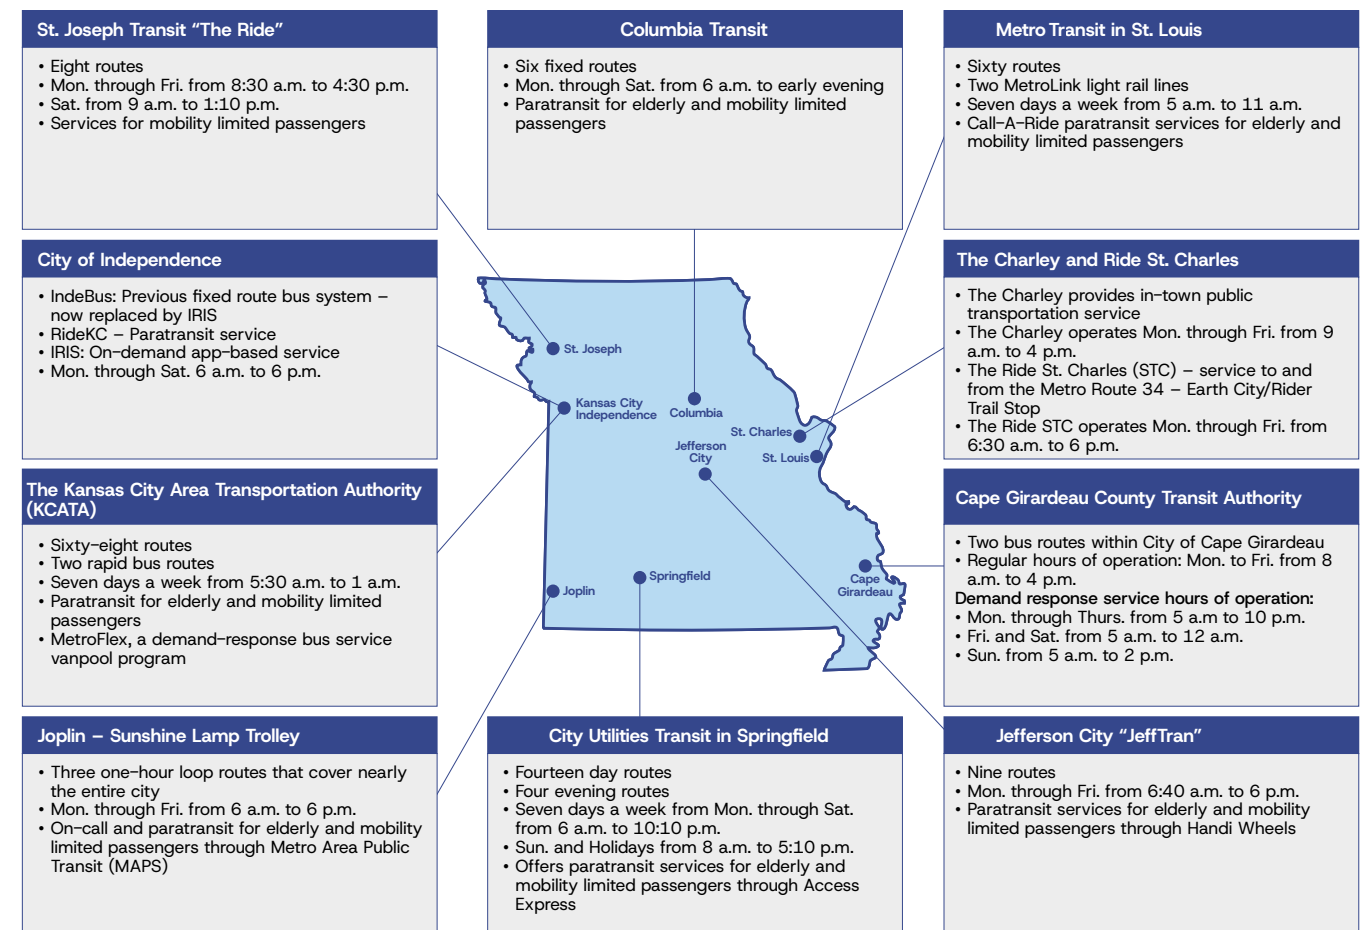 St. Joseph Transit “The Ride”
• Eight routes
• Mon. through Fri. from 8:30 a.m. to 4:30 p.m.
• Sat. from 9 a.m. to 1:10 p.m.
• Services for mobility limited passengers
Columbia Transit
• Six fixed routes
• Mon. through Sat. from 6 a.m. to early evening
• Paratransit for elderly and mobility limited
passengers
Metro Transit in St. Louis
• Sixty routes
• Two MetroLink light rail lines
• Seven days a week from 5 a.m. to 11 a.m.
• Call-A-Ride paratransit services for elderly and
mobility limited passengers
City of Independence
• IndeBus: Previous fixed route bus system –
now replaced by IRIS
• RideKC – Paratransit service
• IRIS: On-demand app-based service
• Mon. through Sat. 6 a.m. to 6 p.m.
The Charley and Ride St. Charles
• The Charley provides in-town public
transportation service
• The Charley operates Mon. through Fri. from 9
a.m. to 4 p.m.
• The Ride St. Charles (STC) – service to and
from the Metro Route 34 – Earth City/Rider
Trail Stop
• The Ride STC operates Mon. through Fri. from
6:30 a.m. to 6 p.m.
St. Joseph
Kansas City
Independence
Columbia
St. Charles
Jefferson
City
St. Louis
Springfield
Joplin
Cape
Girardeau
The Kansas City Area Transportation Authority
(KCATA)
• Sixty-eight routes
• Two rapid bus routes
• Seven days a week from 5:30 a.m. to 1 a.m.
• Paratransit for elderly and mobility limited
passengers
• MetroFlex, a demand-response bus service
vanpool program
Cape Girardeau County Transit Authority
• Two bus routes within City of Cape Girardeau
• Regular hours of operation: Mon. to Fri. from 8
a.m. to 4 p.m.
Demand response service hours of operation:
• Mon. through Thurs. from 5 a.m to 10 p.m.
• Fri. and Sat. from 5 a.m. to 12 a.m.
• Sun. from 5 a.m. to 2 p.m.
Joplin – Sunshine Lamp Trolley
• Three one-hour loop routes that cover nearly
the entire city
• Mon. through Fri. from 6 a.m. to 6 p.m.
• On-call and paratransit for elderly and mobility
limited passengers through Metro Area Public
Transit (MAPS)
City Utilities Transit in Springfield
• Fourteen day routes
• Four evening routes
• Seven days a week from Mon. through Sat.
from 6 a.m. to 10:10 p.m.
• Sun. and Holidays from 8 a.m. to 5:10 p.m.
• Offers paratransit services for elderly and
mobility limited passengers through Access
Express
Jefferson City “JeffTran”
• Nine routes
• Mon. through Fri. from 6:40 a.m. to 6 p.m.
• Paratransit services for elderly and mobility
limited passengers through Handi Wheels